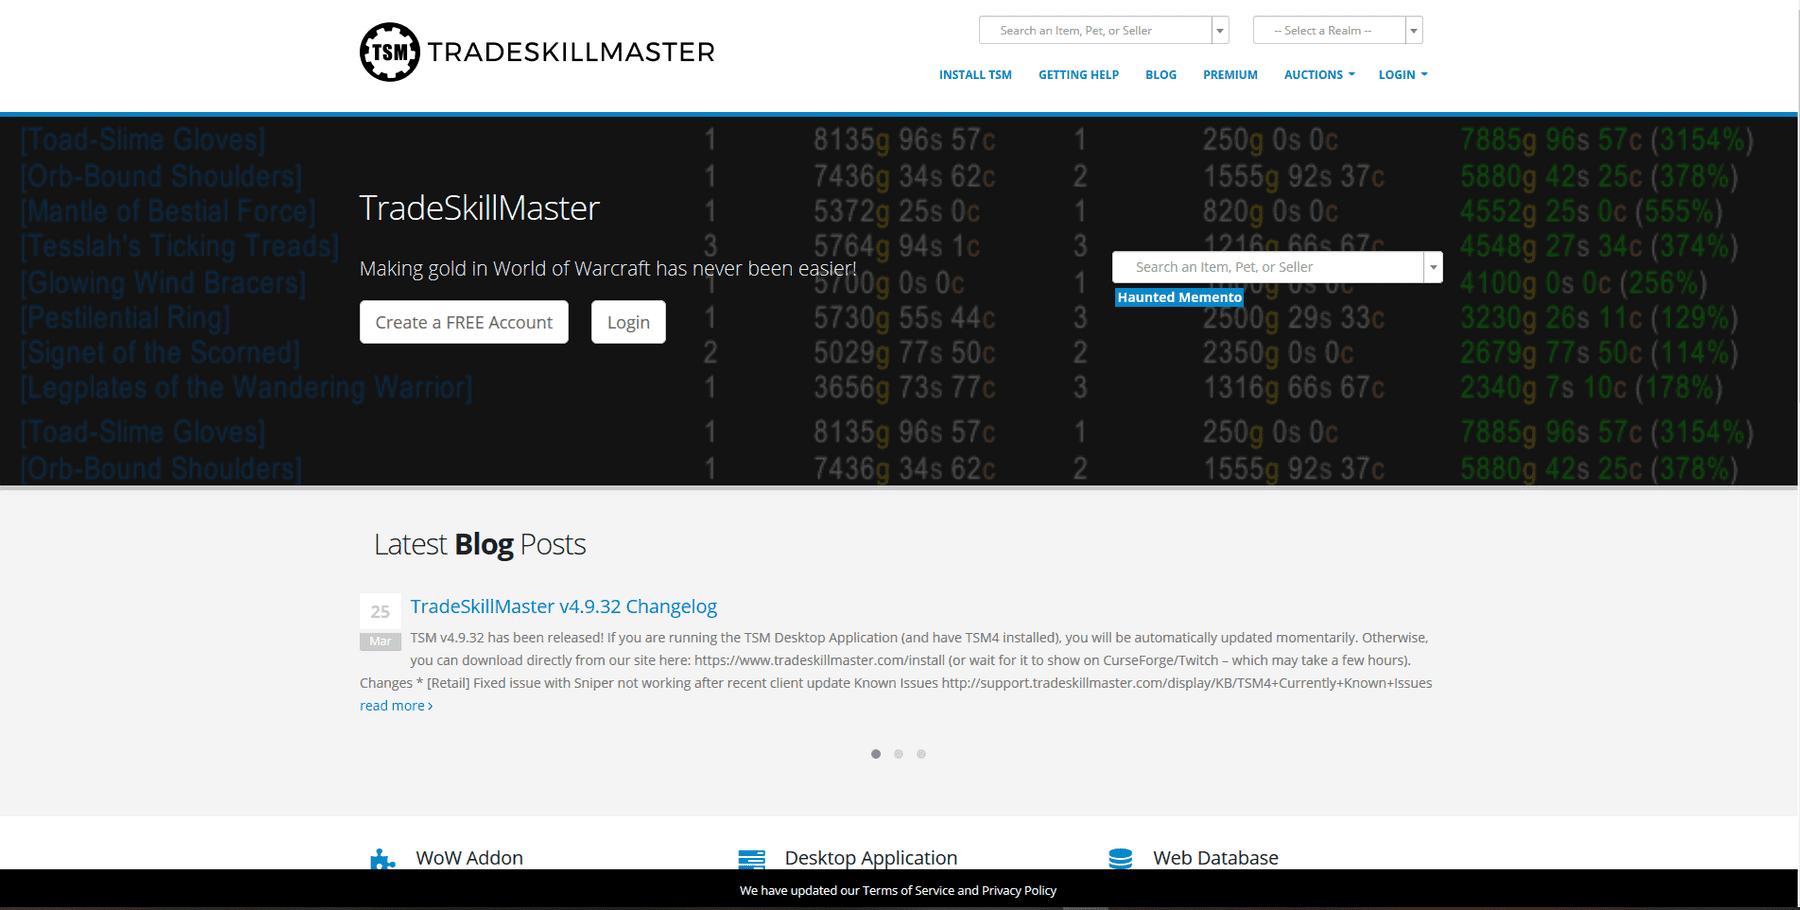 TSM TRADESKILLMASTER
Search an Item, Pet, or Seller
-- Select a Realm --
INSTALL TSM GETTING HELP BLOG PREMIUM AUCTIONS LOGIN
[Toad-Slime Gloves] 1 8135g 96s 57c 1 250g 0s 0c 7885g 96s 57c (3154%)
[Orb-Bound Shoulders] 1 7436g 34s 62c 2 1555g 92s 37c 5880g 42s 25c (378%)
[Mantle of Bestial Force] 1 5372g 25s 0c 1 820g 0s 0c 4552g 25s 0c (555%)
[Tesslah's Ticking Treads] 3 5764g 94s 1c 3 1216g 66s 67c 4548g 27s 34c (374%)
[Glowing Wind Bracers] 5700g 0s 0c 1 4100g 0s 0c (256%)
[Pestilential Ring] 1 5730g 55s 44c 3 2500g 29s 33c 3230g 26s 11c (129%)
[Signet of the Scorned] 2 5029g 77s 50c 2 2350g 0s 0c 2679g 77s 50c (114%)
[Legplates of the Wandering Warrior] 1 3656g 73s 77c 3 1316g 66s 67c 2340g 7s 10c (178%)
[Toad-Slime Gloves] 1 8135g 96s 57c 1 250g 0s 0c 7885g 96s 57c (3154%)
[Orb-Bound Shoulders] 1 7436g 34s 62c 2 1555g 92s 37c 5880g 42s 25c (378%)
TradeSkillMaster
Making gold in World of Warcraft has never been easier!
Create a FREE Account
Login
Search an Item, Pet, or Seller
Haunted Memento
Latest Blog Posts
25
Mar
TradeSkillMaster v4.9.32 Changelog
TSM v4.9.32 has been released! If you are running the TSM Desktop Application (and have TSM4 installed), you will be automatically updated momentarily. Otherwise,
you can download directly from our site here: https://www.tradeskillmaster.com/install (or wait for it to show on CurseForge/Twitch – which may take a few hours).
Changes * [Retail] Fixed issue with Sniper not working after recent client update Known Issues http://support.tradeskillmaster.com/display/KB/TSM4+Currently+Known+Issues
read more
WoW Addon
Desktop Application
Web Database
We have updated our Terms of Service and Privacy Policy